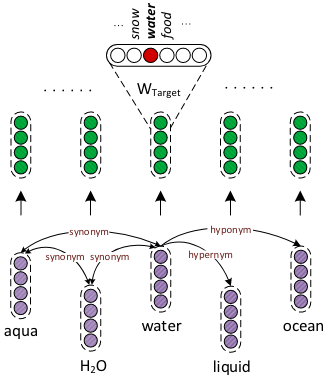 ... snow water food ...
W_Target
...... ......
synonym hyponym
synonym synonym hypernym
aqua water ocean
H₂O liquid